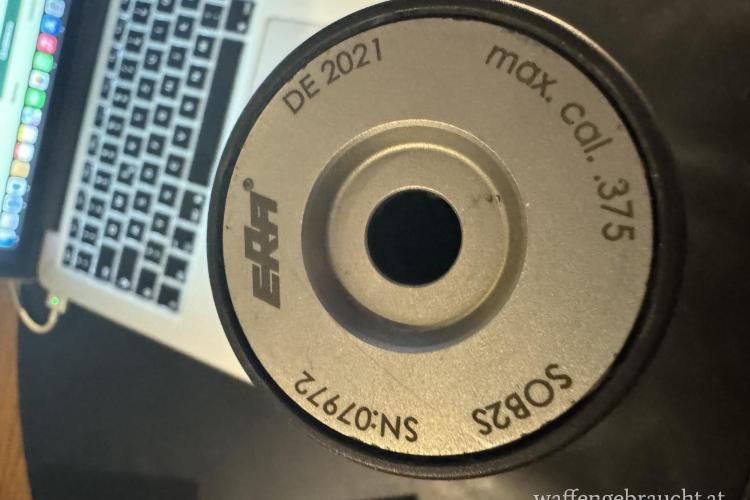 DE 2021
max. cal. .375
ERA®
SN:07972
SOB2S
waffengebraucht.at